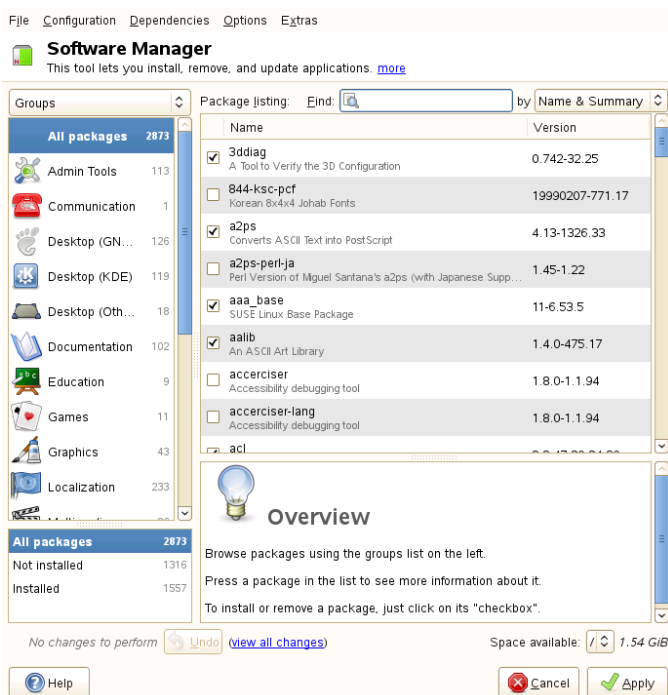 File Configuration Dependencies Options Extras
Software Manager
This tool lets you install, remove, and update applications. more
Groups
Package listing: Find: by Name & Summary
All packages 2873
Admin Tools 113
Communication 1
Desktop (GN... 126
Desktop (KDE) 119
Desktop (Oth... 18
Documentation 102
Education 9
Games 11
Graphics 43
Localization 233
Name Version
3ddiag 0.742-32.25
A Tool to Verify the 3D Configuration
844-ksc-pcf 19990207-771.17
Korean 8x4x4 Johab Fonts
a2ps 4.13-1326.33
Converts ASCII Text into PostScript
a2ps-perl-ja 1.45-1.22
Perl Version of Miguel Santana's a2ps (with Japanese Supp...
aaa_base 11-6.53.5
SUSE Linux Base Package
aalib 1.4.0-475.17
An ASCII Art Library
accerciser 1.8.0-1.1.94
Accessibility debugging tool
accerciser-lang 1.8.0-1.1.94
Accessibility debugging tool
acl
All packages 2873
Not installed 1316
Installed 1557
Overview
Browse packages using the groups list on the left.
Press a package in the list to see more information about it.
To install or remove a package, just click on its "checkbox".
No changes to perform Undo (view all changes) Space available: / 1.54 GiB
Help Cancel Apply